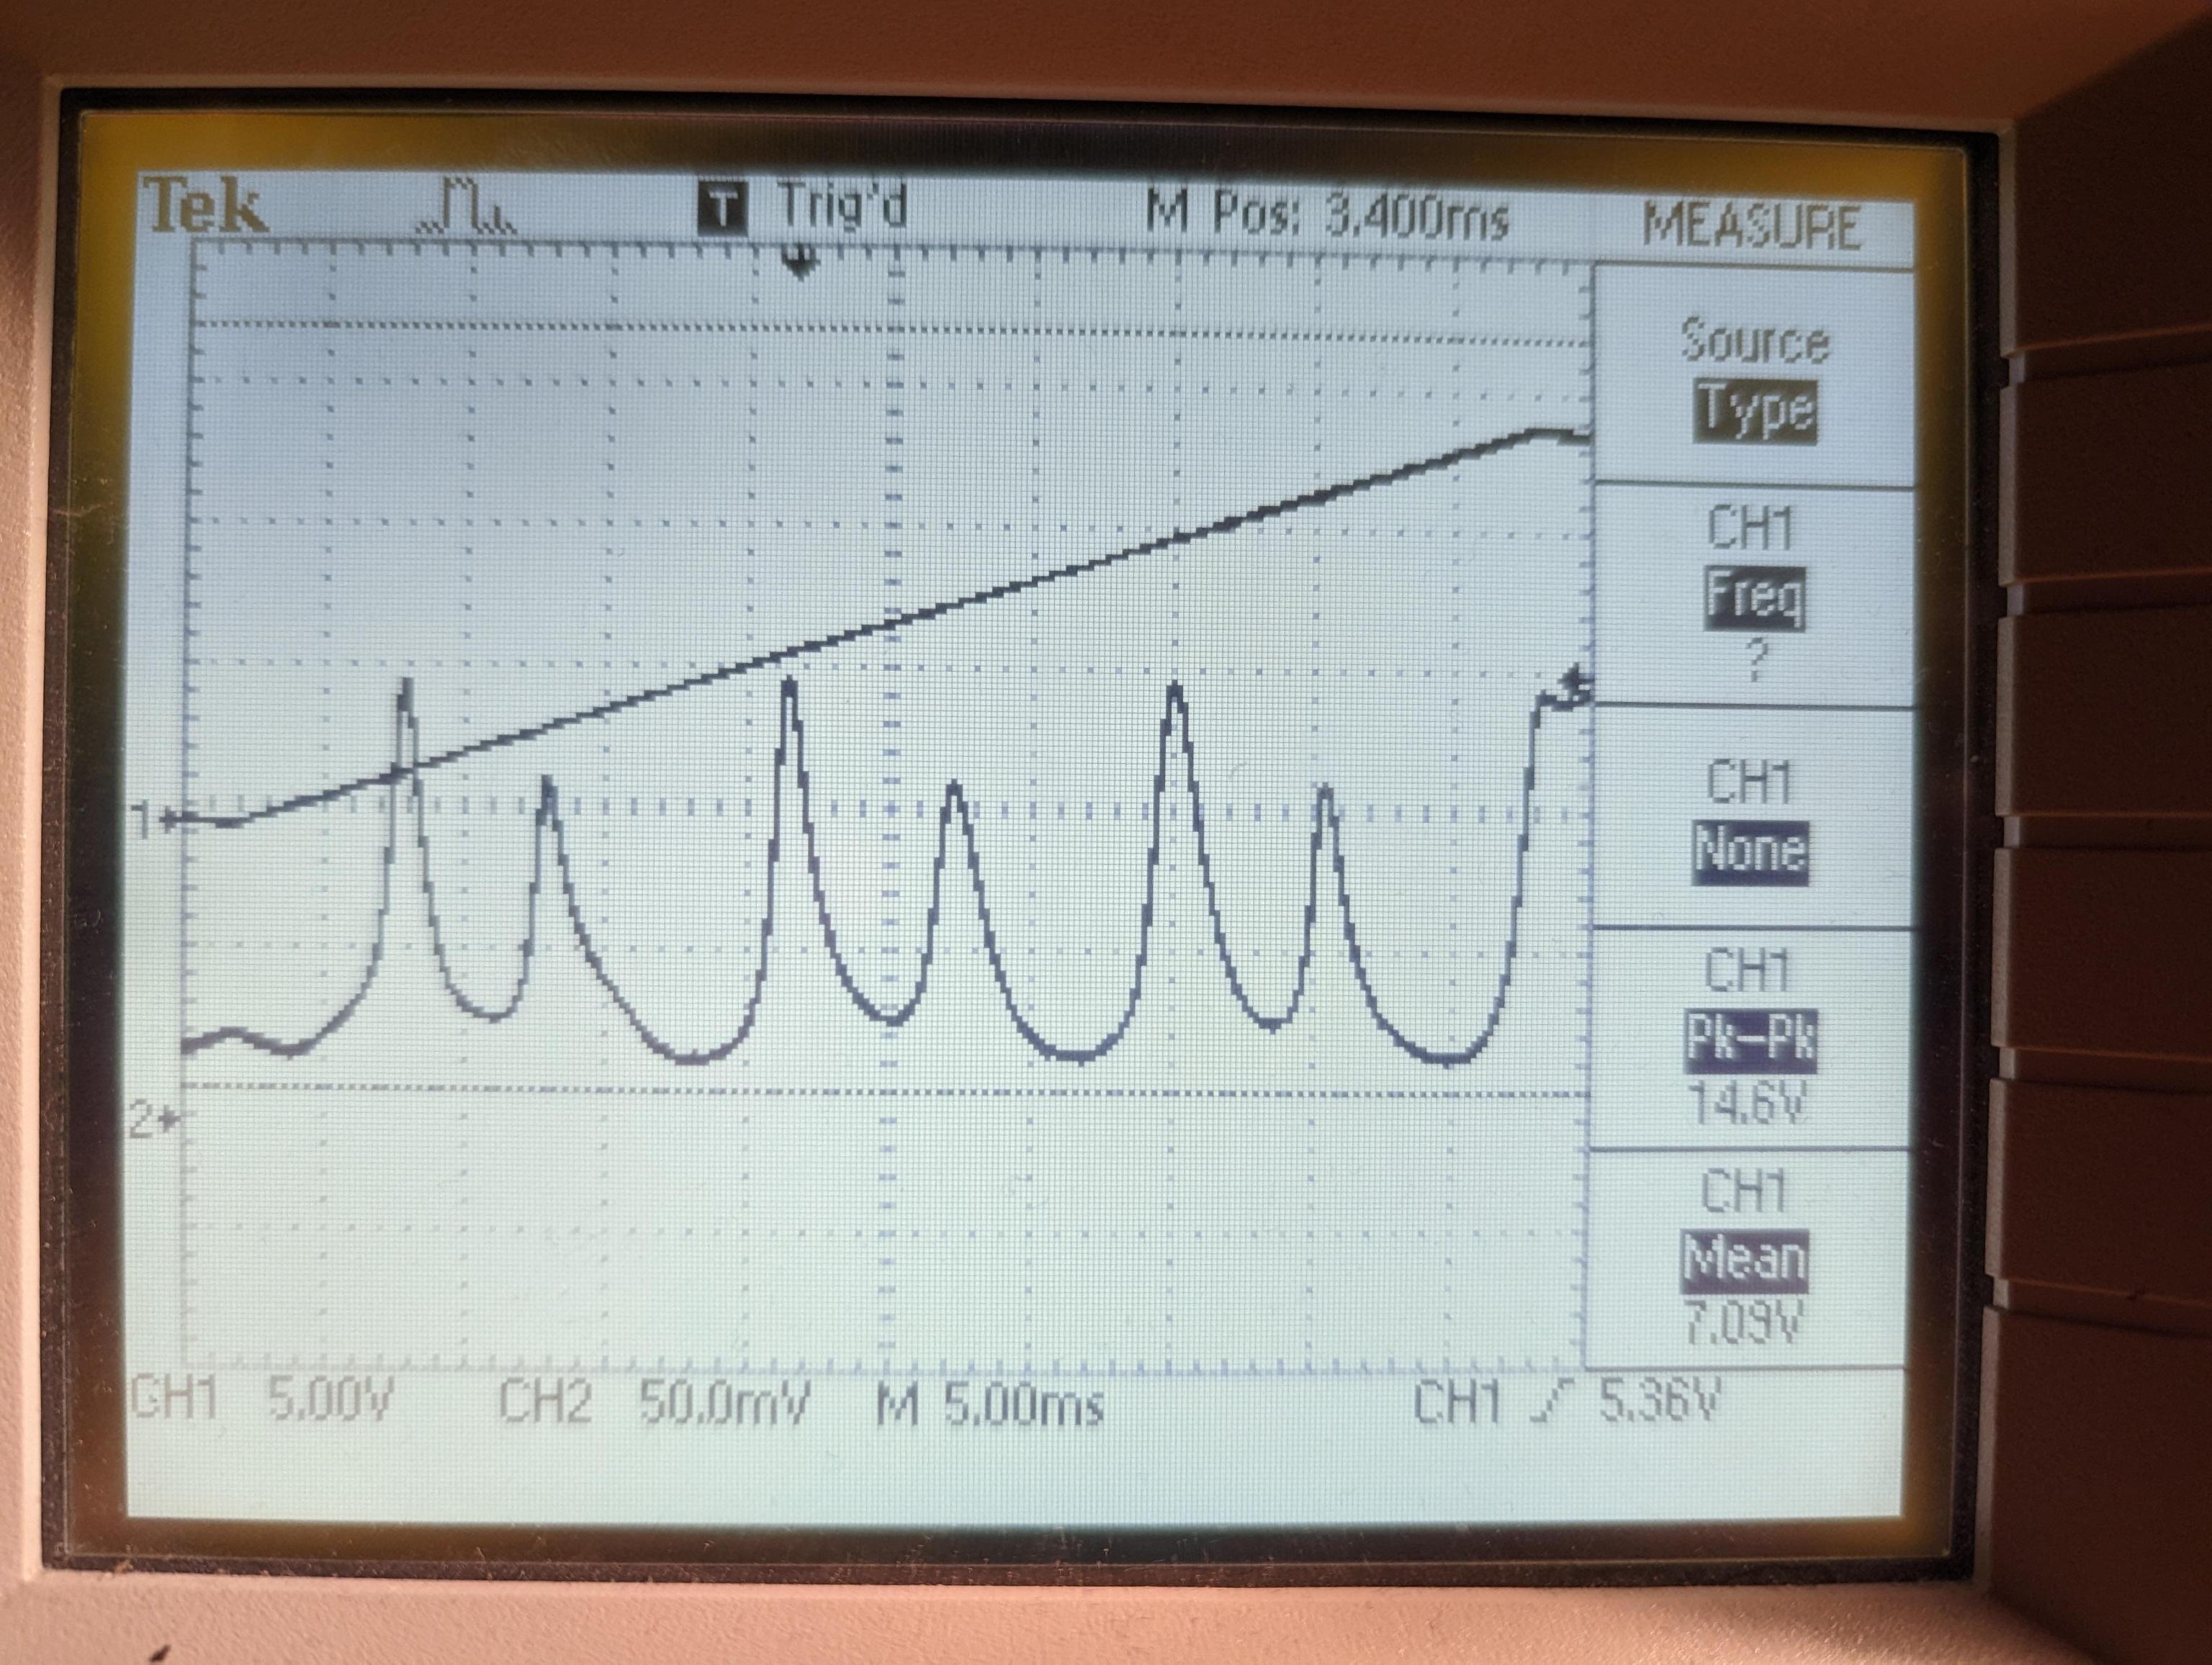 Tek T Trig'd M Pos: 3.400ms MEASURE
Source
Type
CH1
Freq
?
1
CH1
None
CH1
Pk-Pk
14.6V
2
CH1
Mean
7.09V
CH1 5.00V CH2 50.0mV M 5.00ms CH1 5.36V